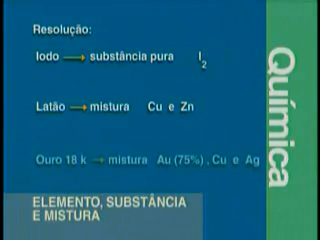 Resolução:
Iodo → substância pura I₂
Latão → mistura Cu e Zn
Ouro 18 k → mistura Au (75%) , Cu e Ag
ELEMENTO, SUBSTÂNCIA
E MISTURA
Química